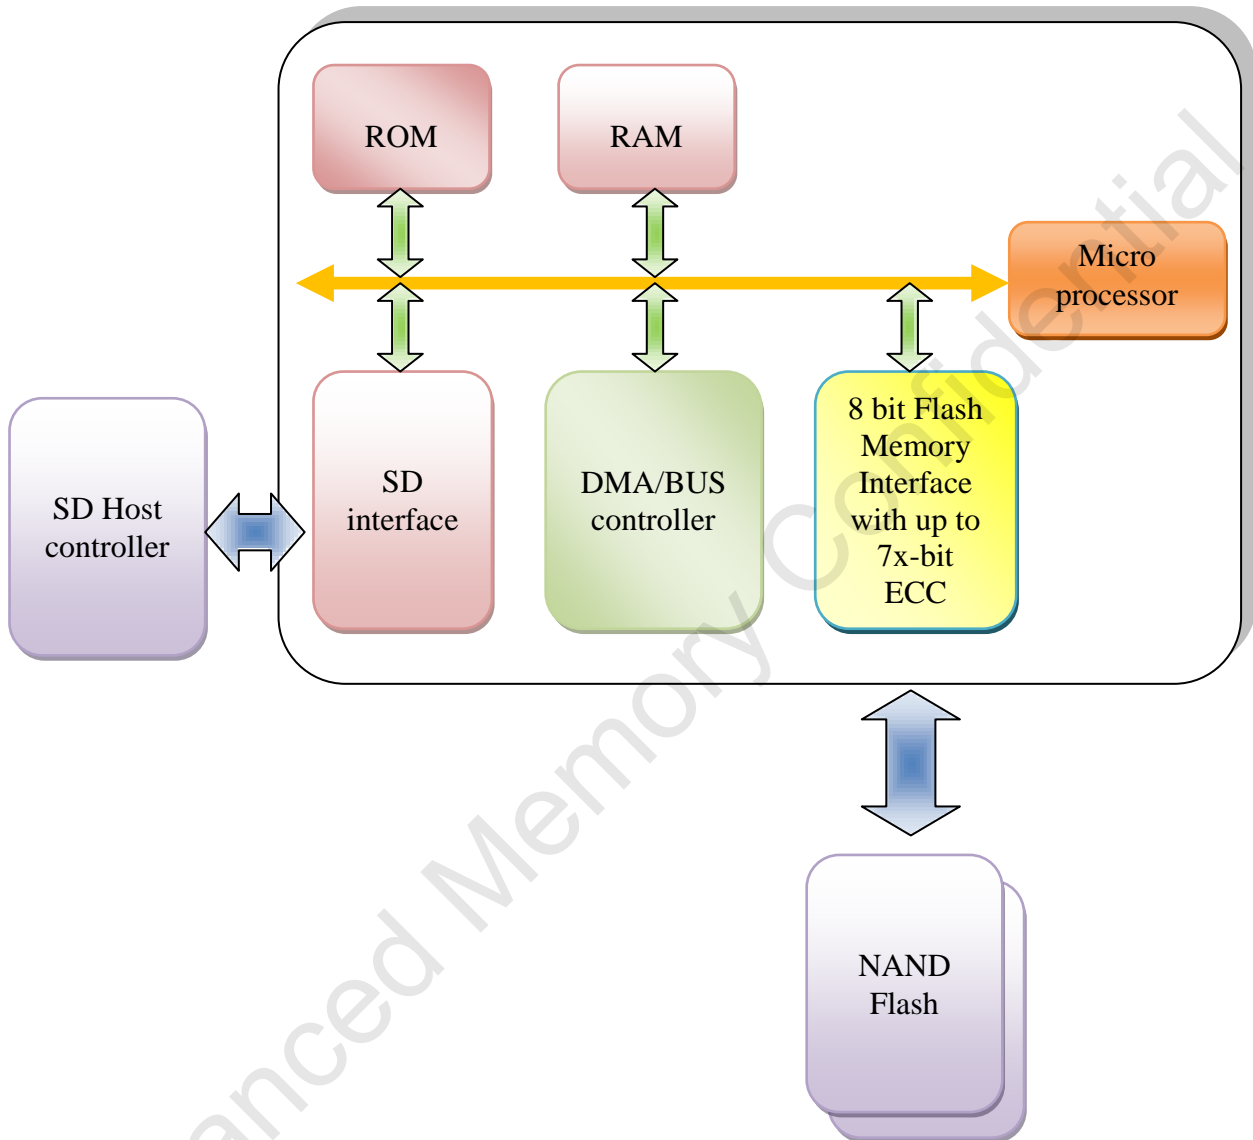 ROM
RAM
Micro
processor
SD Host
controller
SD
interface
DMA/BUS
controller
8 bit Flash
Memory
Interface
with up to
7x-bit
ECC
NAND
Flash
anced Memory Confidential